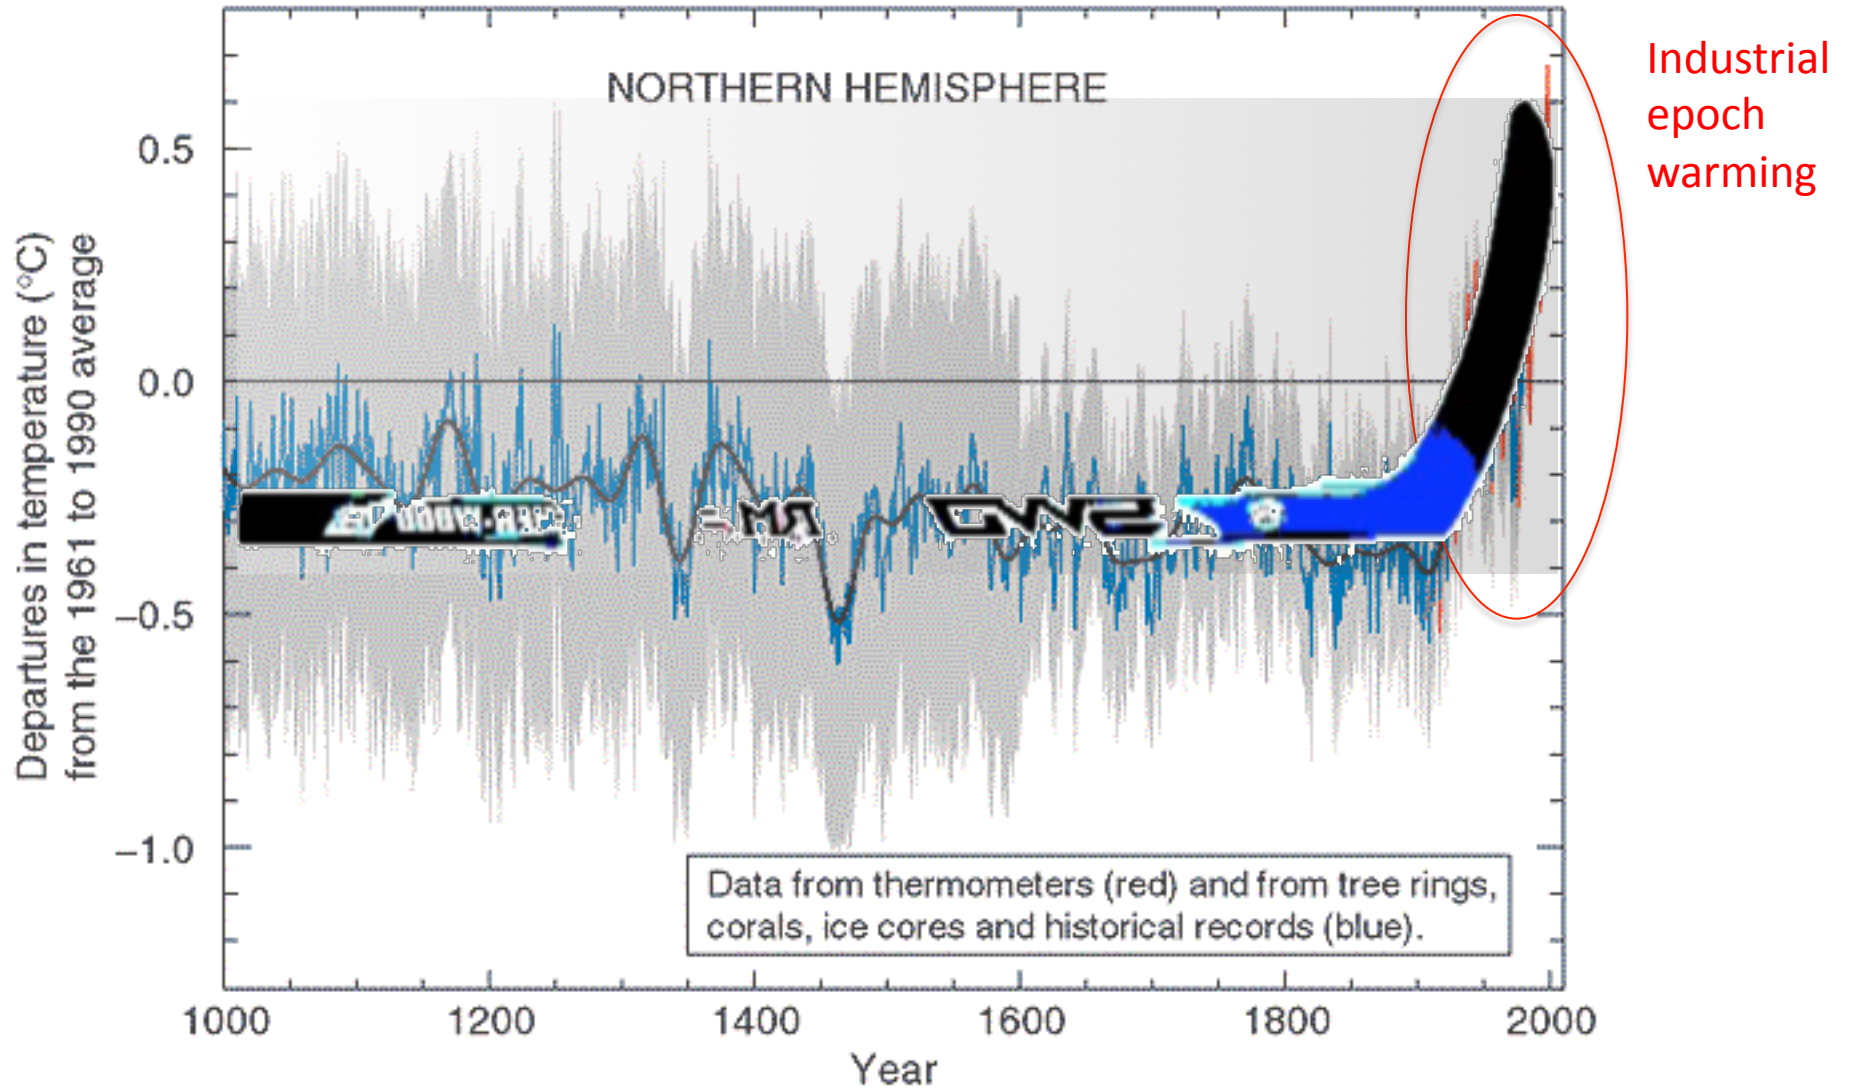 NORTHERN HEMISPHERE
Industrial
epoch
warming
Departures in temperature (°C)
from the 1961 to 1990 average
0.5
0.0
−0.5
−1.0
Data from thermometers (red) and from tree rings,
corals, ice cores and historical records (blue).
1000 1200 1400 1600 1800 2000
Year